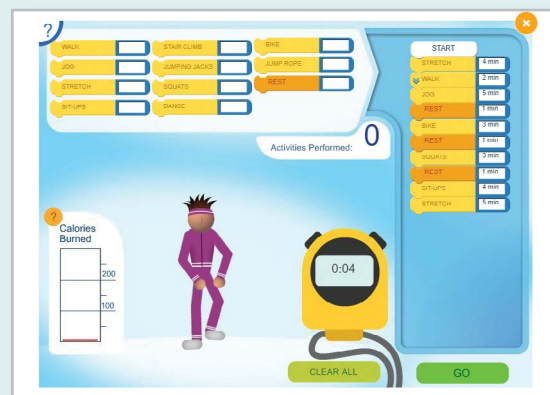 ?
WALK
STAIR CLIMB
BIKE
JOG
JUMPING JACKS
JUMP ROPE
STRETCH
SQUATS
REST
SIT-UPS
DANCE
Activities Performed: 0
START
STRETCH 4 min
WALK 2 min
JOG 5 min
REST 1 min
BIKE 3 min
REST 1 min
SQUATS 3 min
REST 1 min
SIT-UPS 4 min
STRETCH 5 min
?
Calories
Burned
200
100
0:04
CLEAR ALL
GO